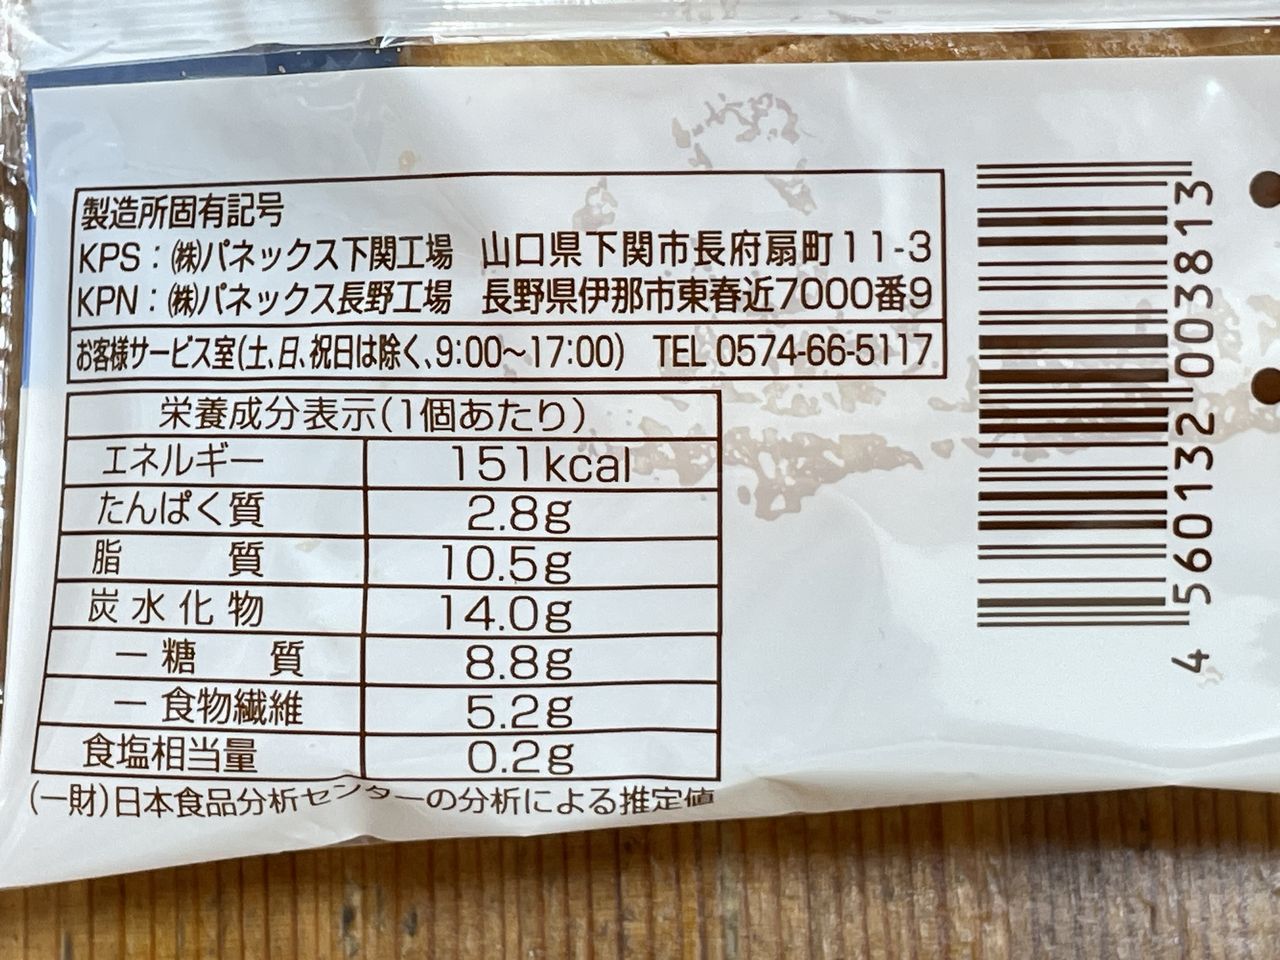 製造所固有記号
KPS：㈱パネックス下関工場　山口県下関市長府扇町11-3
KPN：㈱パネックス長野工場　長野県伊那市東春近7000番9
お客様サービス室(土、日、祝日は除く、9:00〜17:00)　TEL 0574-66-5117
栄養成分表示(1個あたり)
エネルギー　151kcal
たんぱく質　2.8g
脂質　10.5g
炭水化物　14.0g
ー糖質　8.8g
ー食物繊維　5.2g
食塩相当量　0.2g
(一財)日本食品分析センターの分析による推定値
4 560132 003813